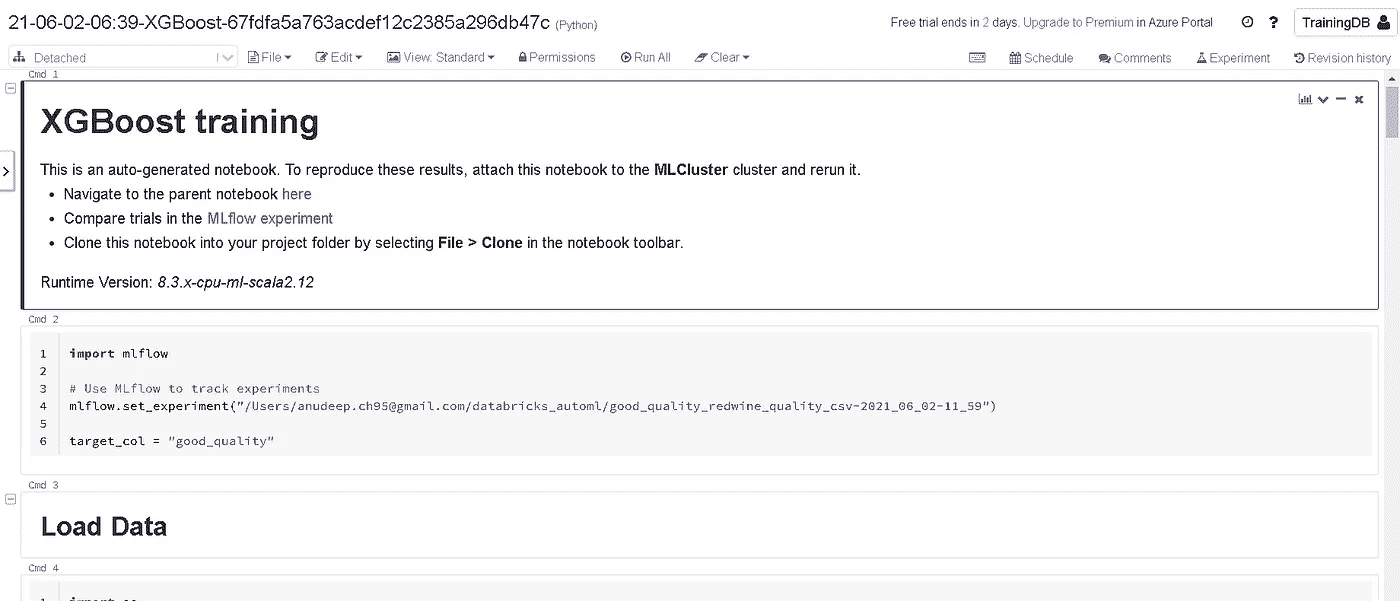 21-06-02-06:39-XGBoost-67fdfa5a763acdef12c2385a296db47c (Python)
Free trial ends in 2 days. Upgrade to Premium in Azure Portal
? TrainingDB
Detached File Edit View: Standard Permissions Run All Clear
Schedule Comments Experiment Revision history
Cmd 1
XGBoost training
This is an auto-generated notebook. To reproduce these results, attach this notebook to the MLCluster cluster and rerun it.
• Navigate to the parent notebook here
• Compare trials in the MLflow experiment
• Clone this notebook into your project folder by selecting File > Clone in the notebook toolbar.
Runtime Version: 8.3.x-cpu-ml-scala2.12
Cmd 2
1 import mlflow
2
3 # Use MLflow to track experiments
4 mlflow.set_experiment("/Users/anudeep.ch95@gmail.com/databricks_automl/good_quality_redwine_quality_csv-2021_06_02-11_59")
5
6 target_col = "good_quality"
Cmd 3
Load Data
Cmd 4